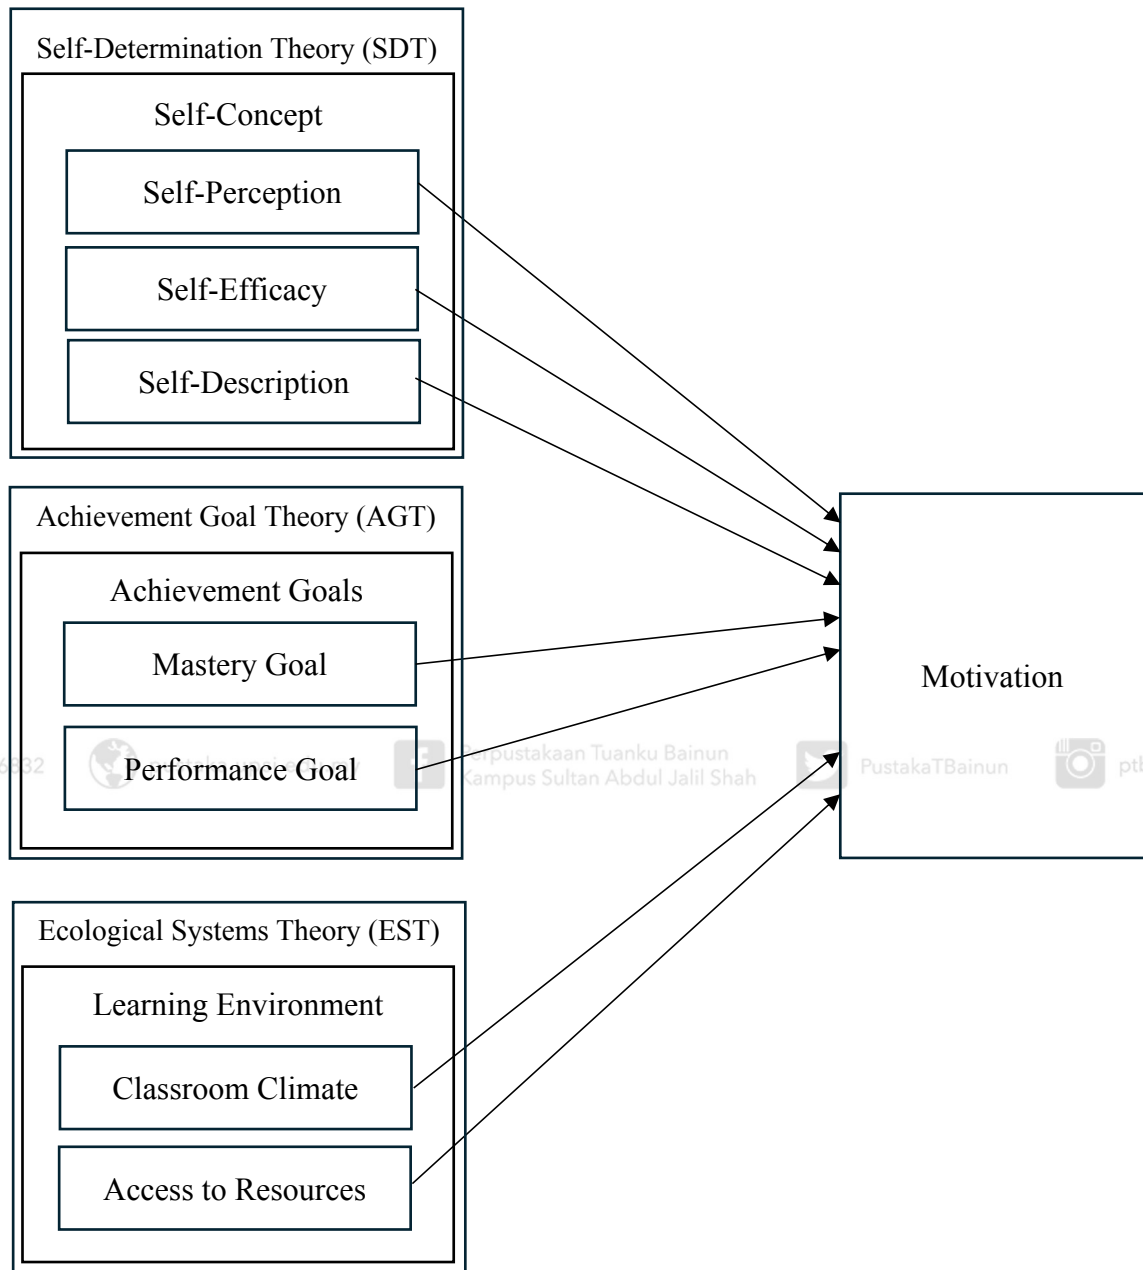 Self-Determination Theory (SDT)
Self-Concept
Self-Perception
Self-Efficacy
Self-Description
Achievement Goal Theory (AGT)
Achievement Goals
Mastery Goal
Performance Goal
Motivation
6832
Perpustakaan Tuanku Bainun
Kampus Sultan Abdul Jalil Shah
PustakaTBainun
ptb
Ecological Systems Theory (EST)
Learning Environment
Classroom Climate
Access to Resources